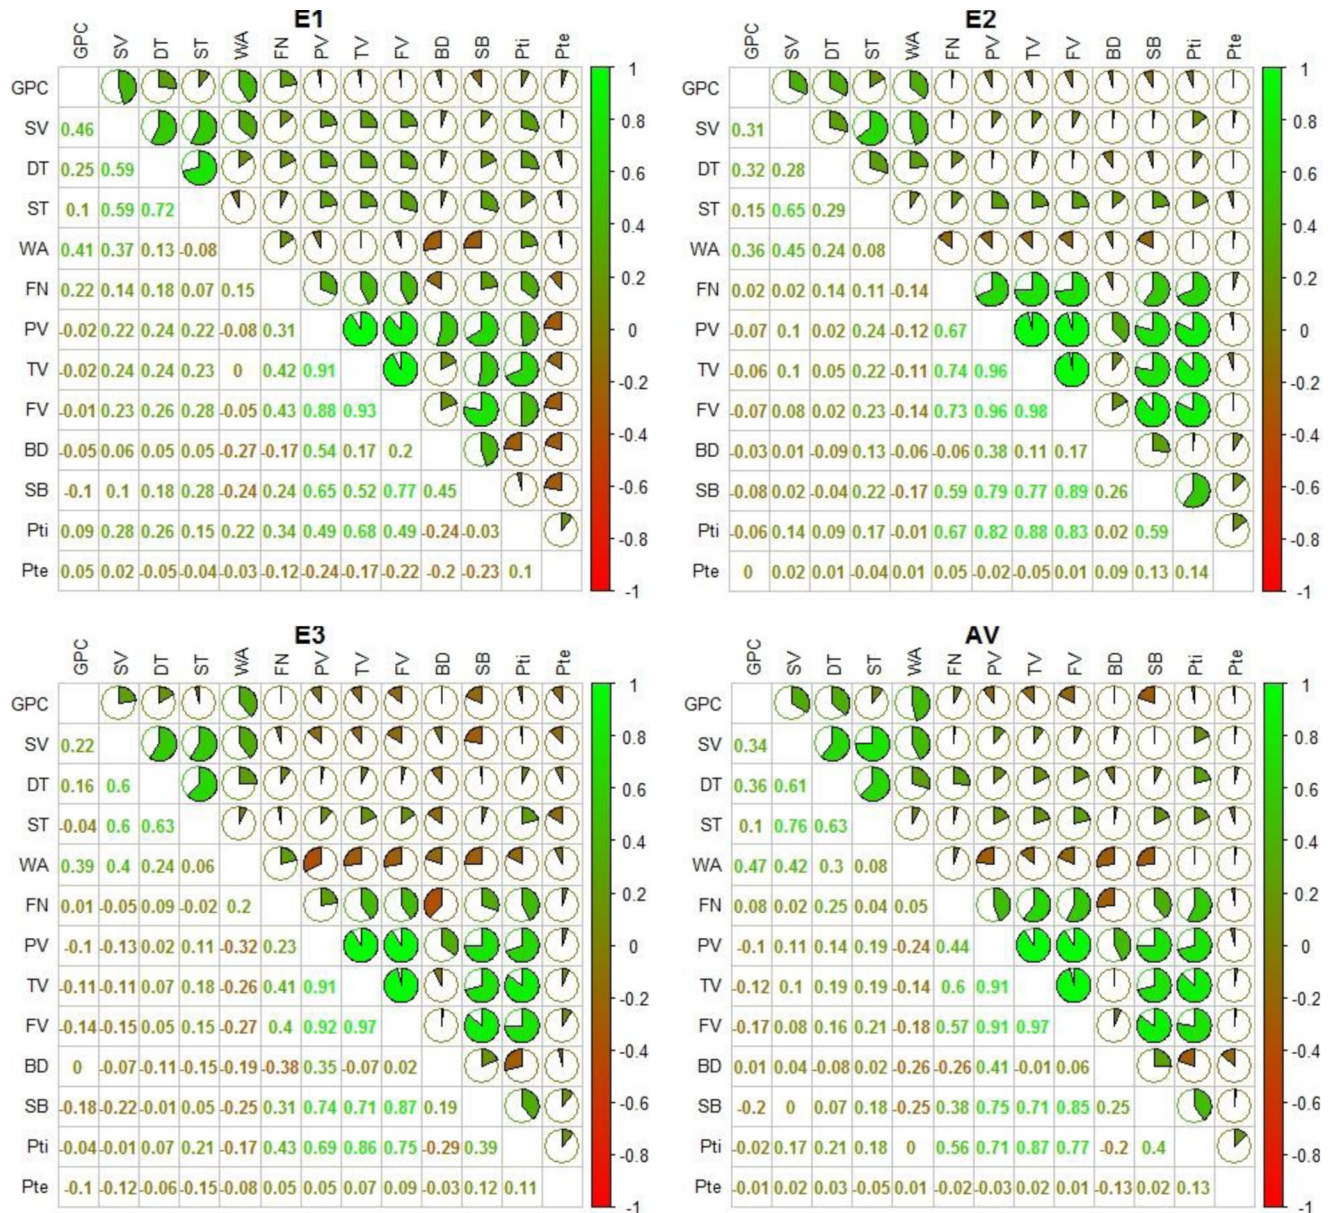 E1
GPC SV DT ST WA FN PV TV FV BD SB Pti Pte
GPC
SV 0.46
DT 0.25 0.59
ST 0.1 0.59 0.72
WA 0.41 0.37 0.13 -0.08
FN 0.22 0.14 0.18 0.07 0.15
PV -0.02 0.22 0.24 0.22 -0.08 0.31
TV -0.02 0.24 0.24 0.23 0 0.42 0.91
FV -0.01 0.23 0.26 0.28 -0.05 0.43 0.88 0.93
BD -0.05 0.06 0.05 0.05 -0.27 -0.17 0.54 0.17 0.2
SB -0.1 0.1 0.18 0.28 -0.24 0.24 0.65 0.52 0.77 0.45
Pti 0.09 0.28 0.26 0.15 0.22 0.34 0.49 0.68 0.49 -0.24 -0.03
Pte 0.05 0.02 -0.05 -0.04 -0.03 -0.12 -0.24 -0.17 -0.22 -0.2 -0.23 0.1
1
0.8
0.6
0.4
0.2
0
-0.2
-0.4
-0.6
-0.8
-1
E2
GPC SV DT ST WA FN PV TV FV BD SB Pti Pte
GPC
SV 0.31
DT 0.32 0.28
ST 0.15 0.65 0.29
WA 0.36 0.45 0.24 0.08
FN 0.02 0.02 0.14 0.11 -0.14
PV -0.07 0.1 0.02 0.24 -0.12 0.67
TV -0.06 0.1 0.05 0.22 -0.11 0.74 0.96
FV -0.07 0.08 0.02 0.23 -0.14 0.73 0.96 0.98
BD -0.03 0.01 -0.09 0.13 -0.06 -0.06 0.38 0.11 0.17
SB -0.08 0.02 -0.04 0.22 -0.17 0.59 0.79 0.77 0.89 0.26
Pti -0.06 0.14 0.09 0.17 -0.01 0.67 0.82 0.88 0.83 0.02 0.59
Pte 0 0.02 0.01 -0.04 0.01 0.05 -0.02 -0.05 0.01 0.09 0.13 0.14
1
0.8
0.6
0.4
0.2
0
-0.2
-0.4
-0.6
-0.8
-1
E3
GPC SV DT ST WA FN PV TV FV BD SB Pti Pte
GPC
SV 0.22
DT 0.16 0.6
ST -0.04 0.6 0.63
WA 0.39 0.4 0.24 0.06
FN 0.01 -0.05 0.09 -0.02 0.2
PV -0.1 -0.13 0.02 0.11 -0.32 0.23
TV -0.11 -0.11 0.07 0.18 -0.26 0.41 0.91
FV -0.14 -0.15 0.05 0.15 -0.27 0.4 0.92 0.97
BD 0 -0.07 -0.11 -0.15 -0.19 -0.38 0.35 -0.07 0.02
SB -0.18 -0.22 -0.01 0.05 -0.25 0.31 0.74 0.71 0.87 0.19
Pti -0.04 -0.01 0.07 0.21 -0.17 0.43 0.69 0.86 0.75 -0.29 0.39
Pte -0.1 -0.12 -0.06 -0.15 -0.08 0.05 0.05 0.07 0.09 -0.03 0.12 0.11
1
0.8
0.6
0.4
0.2
0
-0.2
-0.4
-0.6
-0.8
-1
AV
GPC SV DT ST WA FN PV TV FV BD SB Pti Pte
GPC
SV 0.34
DT 0.36 0.61
ST 0.1 0.76 0.63
WA 0.47 0.42 0.3 0.08
FN 0.08 0.02 0.25 0.04 0.05
PV -0.1 0.11 0.14 0.19 -0.24 0.44
TV -0.12 0.1 0.19 0.19 -0.14 0.6 0.91
FV -0.17 0.08 0.16 0.21 -0.18 0.57 0.91 0.97
BD 0.01 0.04 -0.08 0.02 -0.26 -0.26 0.41 -0.01 0.06
SB -0.2 0 0.07 0.18 -0.25 0.38 0.75 0.71 0.85 0.25
Pti -0.02 0.17 0.21 0.18 0 0.56 0.71 0.87 0.77 -0.2 0.4
Pte -0.01 0.02 0.03 -0.05 0.01 -0.02 -0.03 0.02 0.01 -0.13 0.02 0.13
1
0.8
0.6
0.4
0.2
0
-0.2
-0.4
-0.6
-0.8
-1